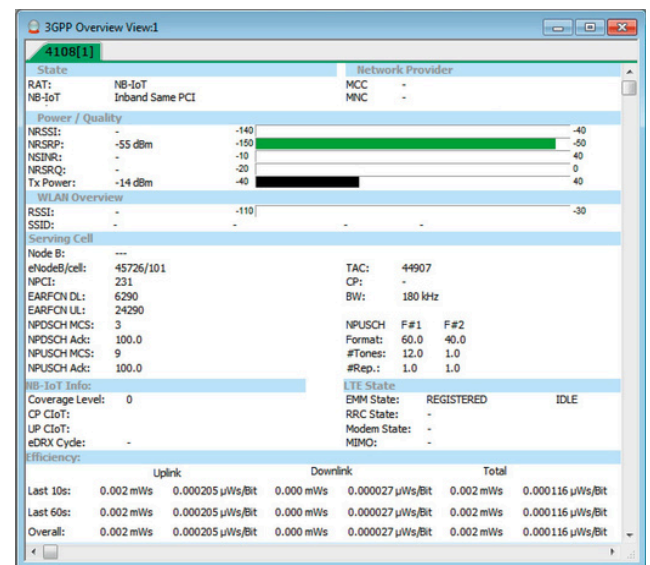 3GPP Overview View:1
4108[1]
State Network Provider
RAT: NB-IoT MCC -
NB-IoT Inband Same PCI MNC -
Power / Quality
NRSSI: - -140 -40
NRSRP: -55 dBm -150 -50
NSINR: - -10 40
NRSRQ: - -20 0
Tx Power: -14 dBm -40 40
WLAN Overview
RSSI: - -110 -30
SSID: - - - -
Serving Cell
Node B: ---
eNodeB/cell: 45726/101 TAC: 44907
NPCI: 231 CP: -
EARFCN DL: 6290 BW: 180 kHz
EARFCN UL: 24290
NPDSCH MCS: 3 NPUSCH F#1 F#2
NPDSCH Ack: 100.0 Format: 60.0 40.0
NPUSCH MCS: 9 #Tones: 12.0 1.0
NPUSCH Ack: 100.0 #Rep.: 1.0 1.0
NB-IoT Info: LTE State
Coverage Level: 0 EMM State: REGISTERED IDLE
CP CIoT: RRC State: -
UP CIoT: Modem State: -
eDRX Cycle: - MIMO: -
Efficiency:
Uplink Downlink Total
Last 10s: 0.002 mWs 0.000205 µWs/Bit 0.000 mWs 0.000027 µWs/Bit 0.002 mWs 0.000116 µWs/Bit
Last 60s: 0.002 mWs 0.000205 µWs/Bit 0.000 mWs 0.000027 µWs/Bit 0.002 mWs 0.000116 µWs/Bit
Overall: 0.002 mWs 0.000205 µWs/Bit 0.000 mWs 0.000027 µWs/Bit 0.002 mWs 0.000116 µWs/Bit